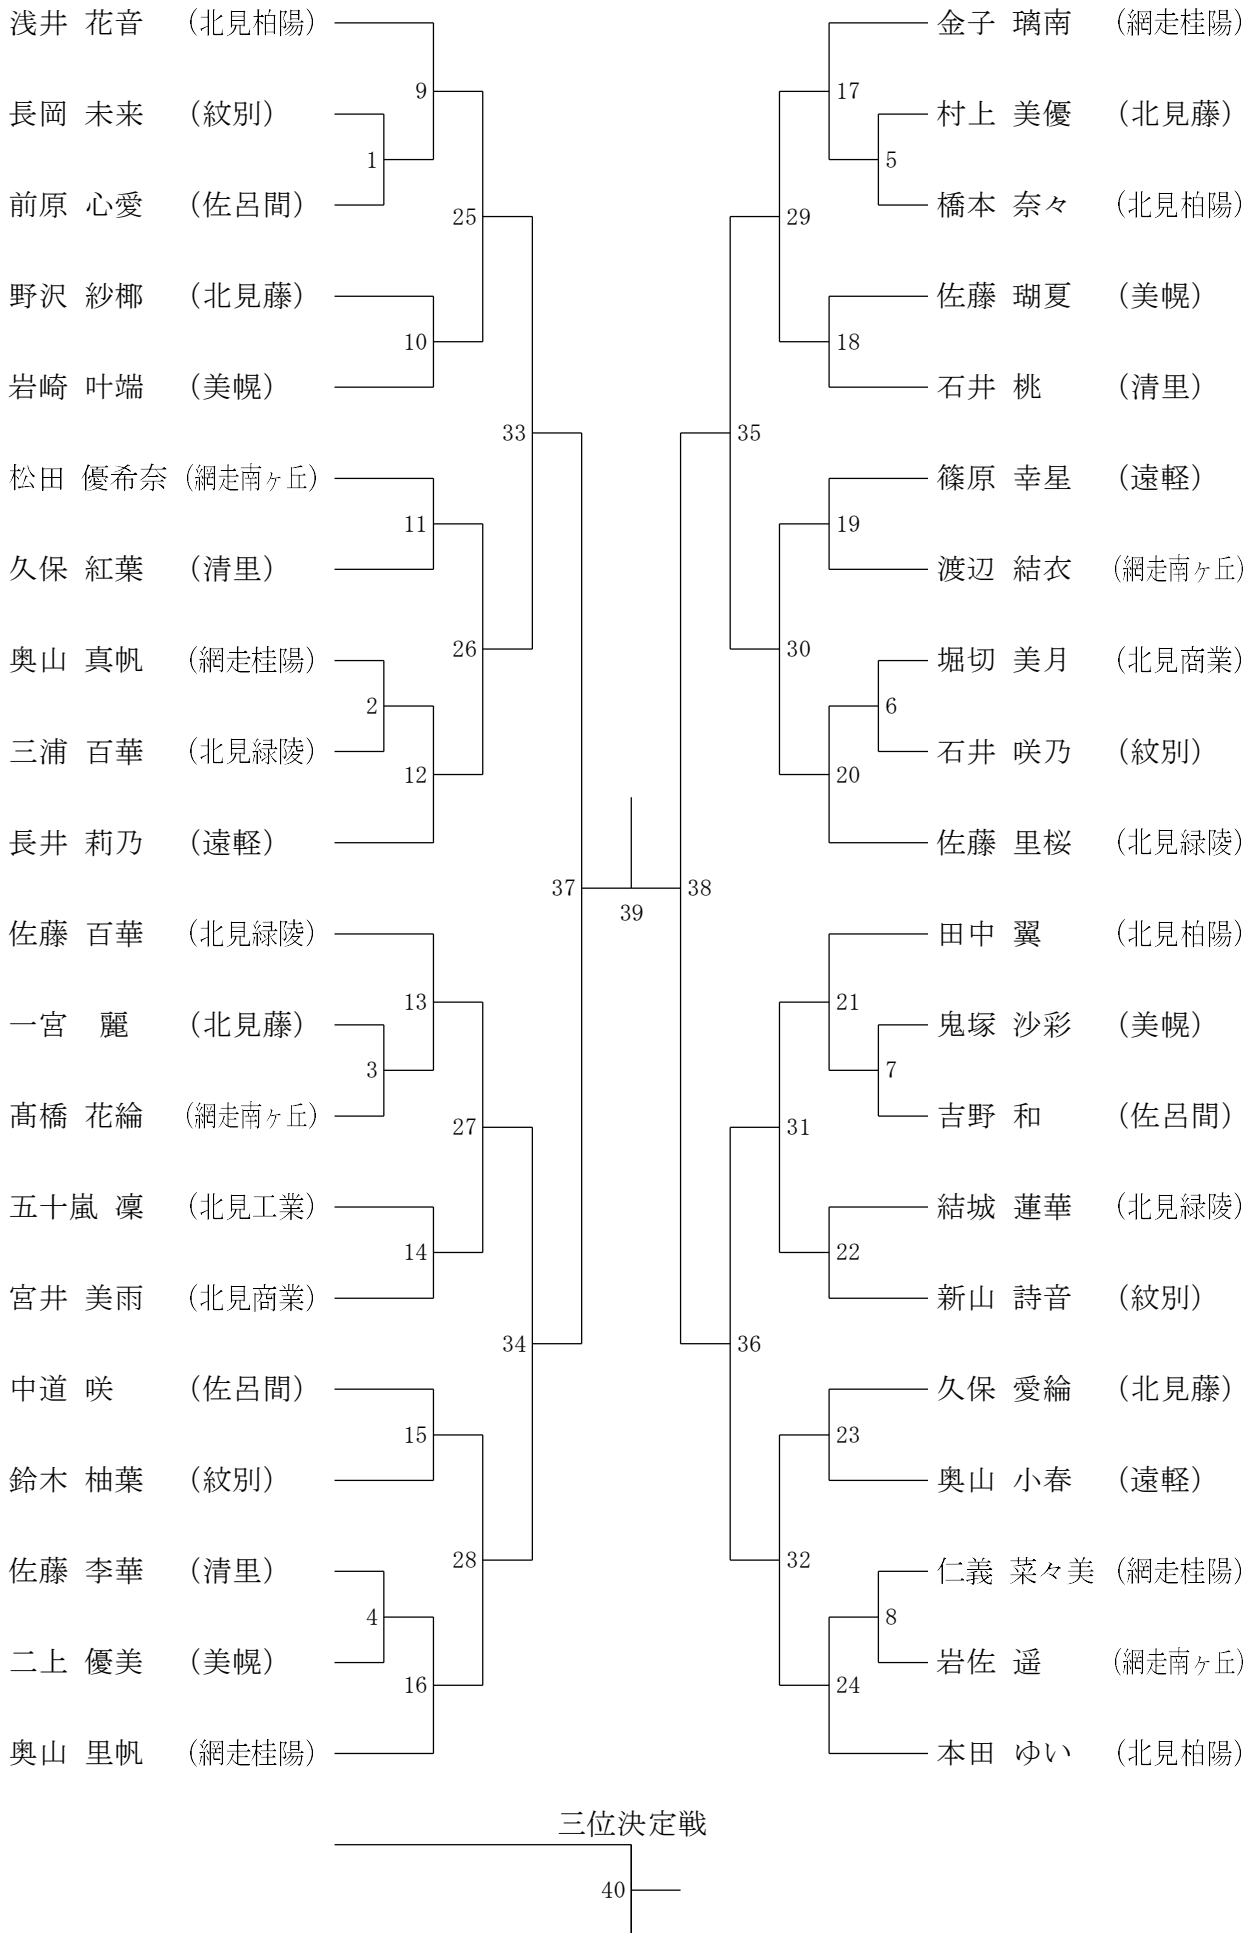 浅井 花音 (北見柏陽)
9
長岡 未来 (紋別)
1
前原 心愛 (佐呂間)
25
野沢 紗椰 (北見藤)
10
岩崎 叶端 (美幌)
33
松田 優希奈 (網走南ヶ丘)
11
久保 紅葉 (清里)
26
奥山 真帆 (網走桂陽)
2
三浦 百華 (北見緑陵)
12
長井 莉乃 (遠軽)
37
佐藤 百華 (北見緑陵)
13
一宮 麗 (北見藤)
3
髙橋 花綸 (網走南ヶ丘)
27
五十嵐 凜 (北見工業)
14
宮井 美雨 (北見商業)
34
中道 咲 (佐呂間)
15
鈴木 柚葉 (紋別)
28
佐藤 李華 (清里)
4
二上 優美 (美幌)
16
奥山 里帆 (網走桂陽)
39
金子 璃南 (網走桂陽)
17
村上 美優 (北見藤)
5
橋本 奈々 (北見柏陽)
29
佐藤 瑚夏 (美幌)
18
石井 桃 (清里)
35
篠原 幸星 (遠軽)
19
渡辺 結衣 (網走南ヶ丘)
30
堀切 美月 (北見商業)
6
石井 咲乃 (紋別)
20
佐藤 里桜 (北見緑陵)
38
田中 翼 (北見柏陽)
21
鬼塚 沙彩 (美幌)
7
吉野 和 (佐呂間)
31
結城 蓮華 (北見緑陵)
22
新山 詩音 (紋別)
36
久保 愛綸 (北見藤)
23
奥山 小春 (遠軽)
32
仁義 菜々美 (網走桂陽)
8
岩佐 遥 (網走南ヶ丘)
24
本田 ゆい (北見柏陽)
三位決定戦
40